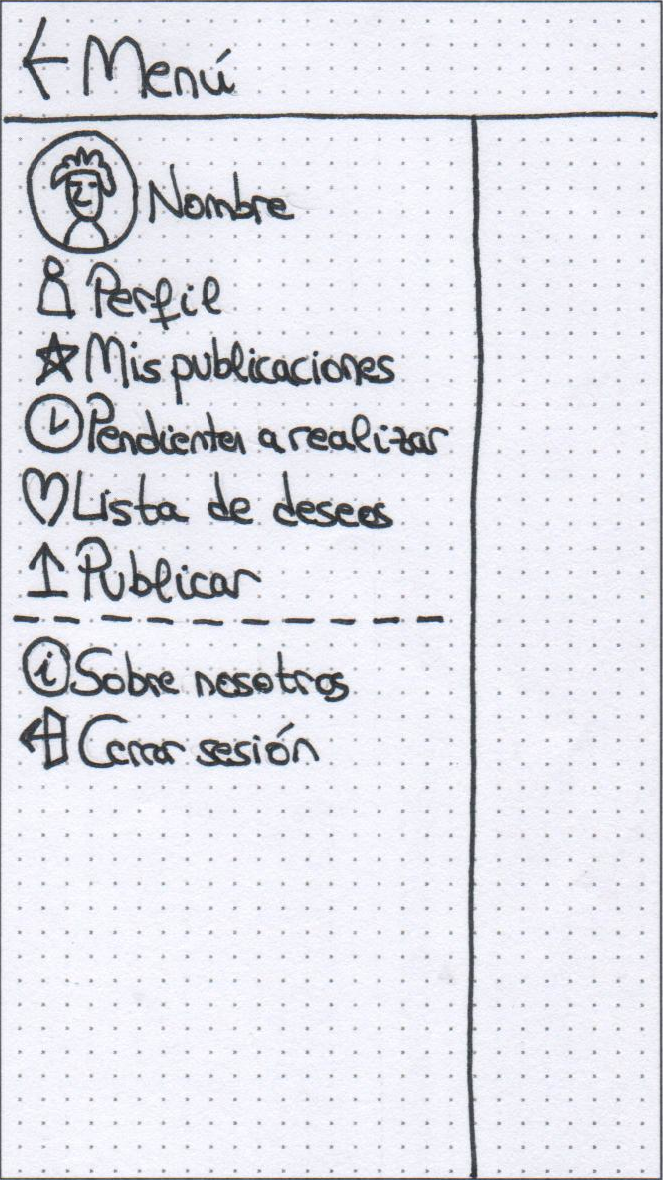 Menú
Nombre
Perfil
Mis publicaciones
Pendientes a realizar
Lista de deseos
Publicar
i Sobre nosotros
Cerrar sesión